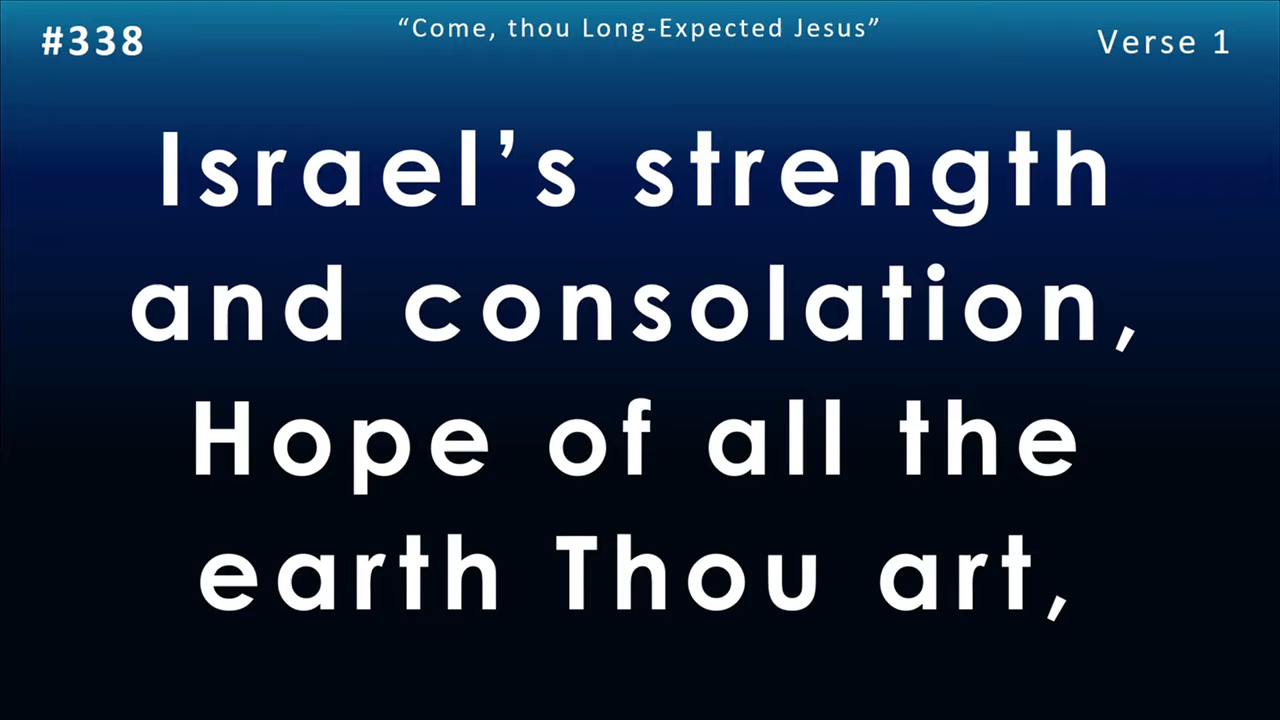 #338
“Come, thou Long-Expected Jesus”
Verse 1
Israel’s strength
and consolation,
Hope of all the
earth Thou art,